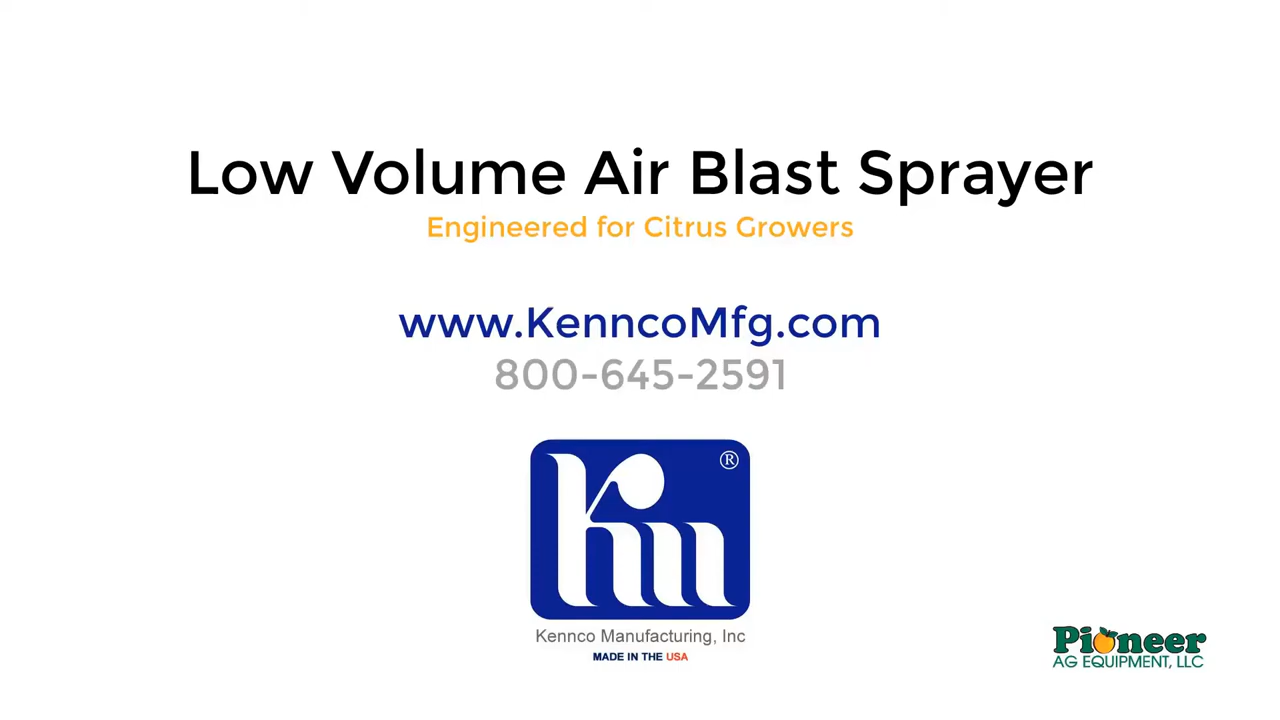 Low Volume Air Blast Sprayer
Engineered for Citrus Growers
www.KenncoMfg.com
800-645-2591
km ®
Kennco Manufacturing, Inc
MADE IN THE USA
Pioneer
AG EQUIPMENT, LLC